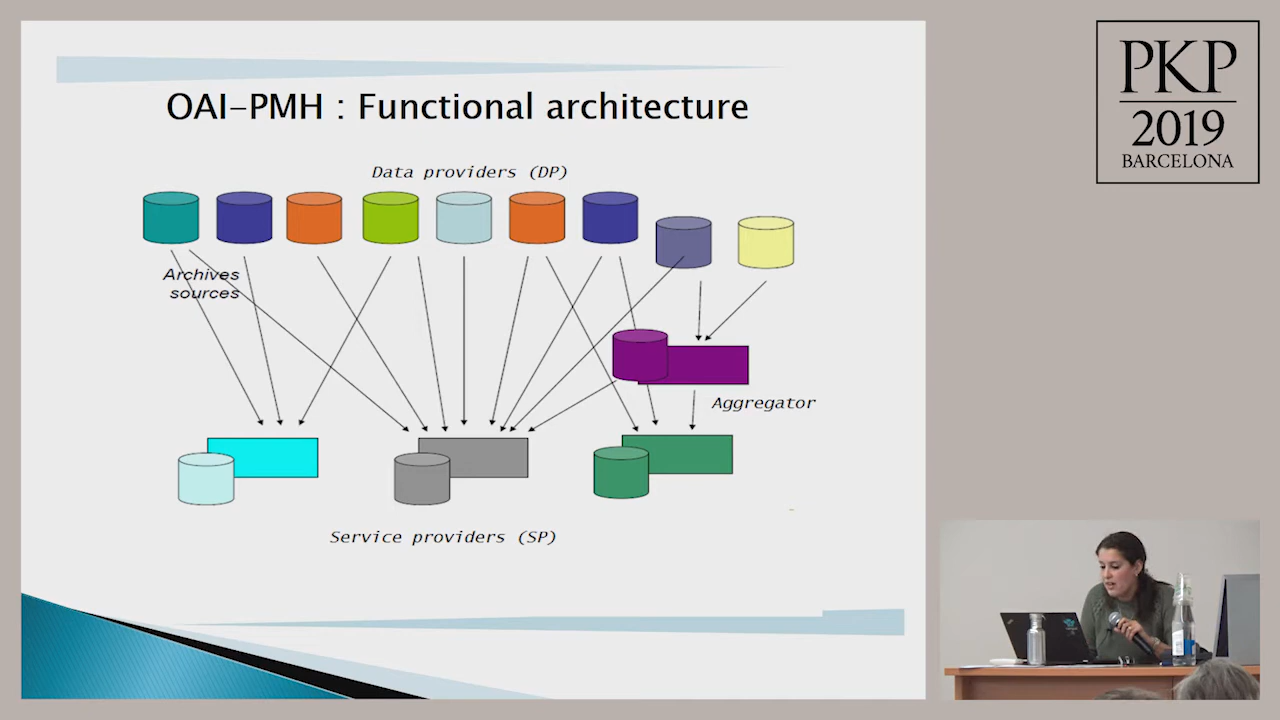 OAI-PMH : Functional architecture
Data providers (DP)
Archives
sources
Aggregator
Service providers (SP)
PKP
2019
BARCELONA